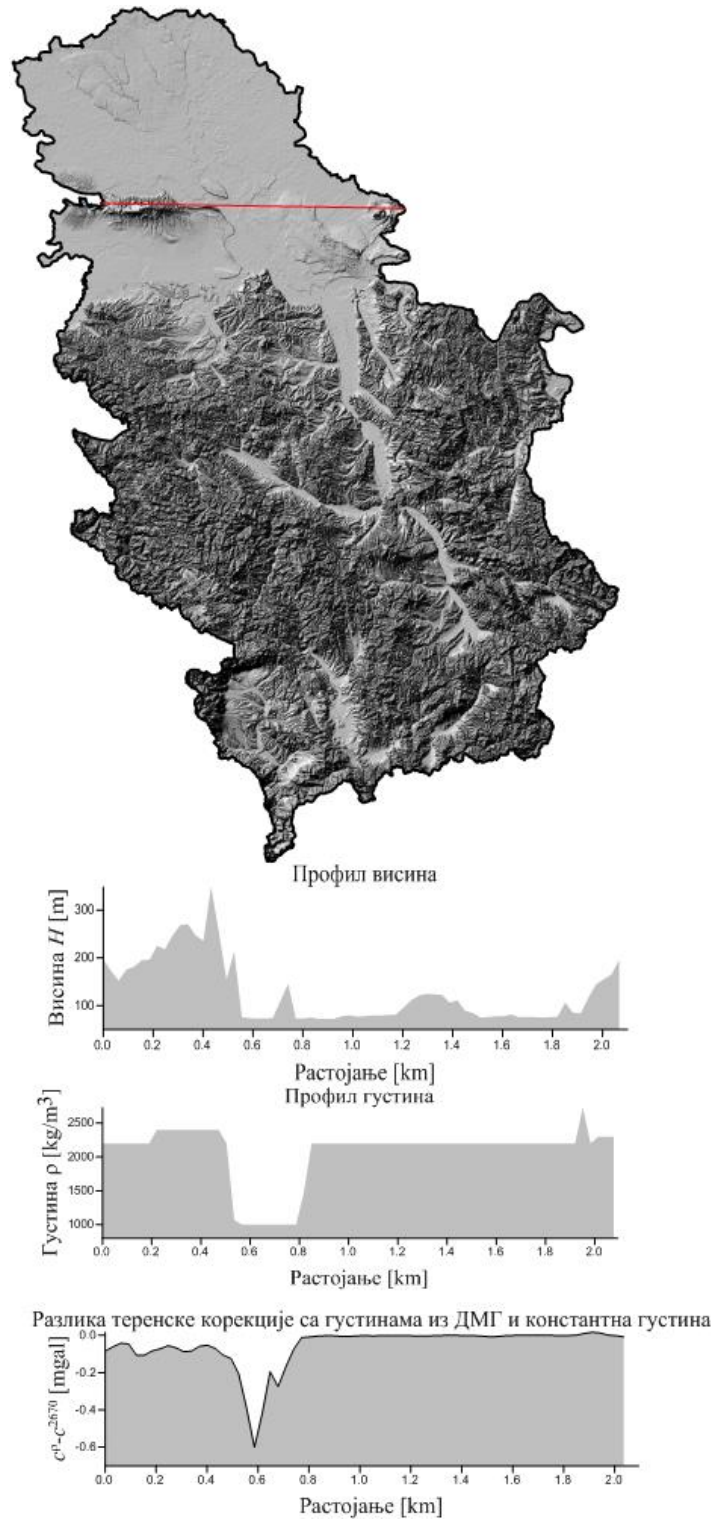 Профил висина
Висина H [m]
300
200
100
0.0 0.2 0.4 0.6 0.8 1.0 1.2 1.4 1.6 1.8 2.0
Растојање [km]
Профил густина
Густина ρ [kg/m³]
2500
2000
1500
1000
0.0 0.2 0.4 0.6 0.8 1.0 1.2 1.4 1.6 1.8 2.0
Растојање [km]
Разлика теренске корекције са густинама из ДМГ и константна густина
cᵖ-c²⁶⁷⁰ [mgal]
0.0
-0.2
-0.4
-0.6
0.0 0.2 0.4 0.6 0.8 1.0 1.2 1.4 1.6 1.8 2.0
Растојање [km]